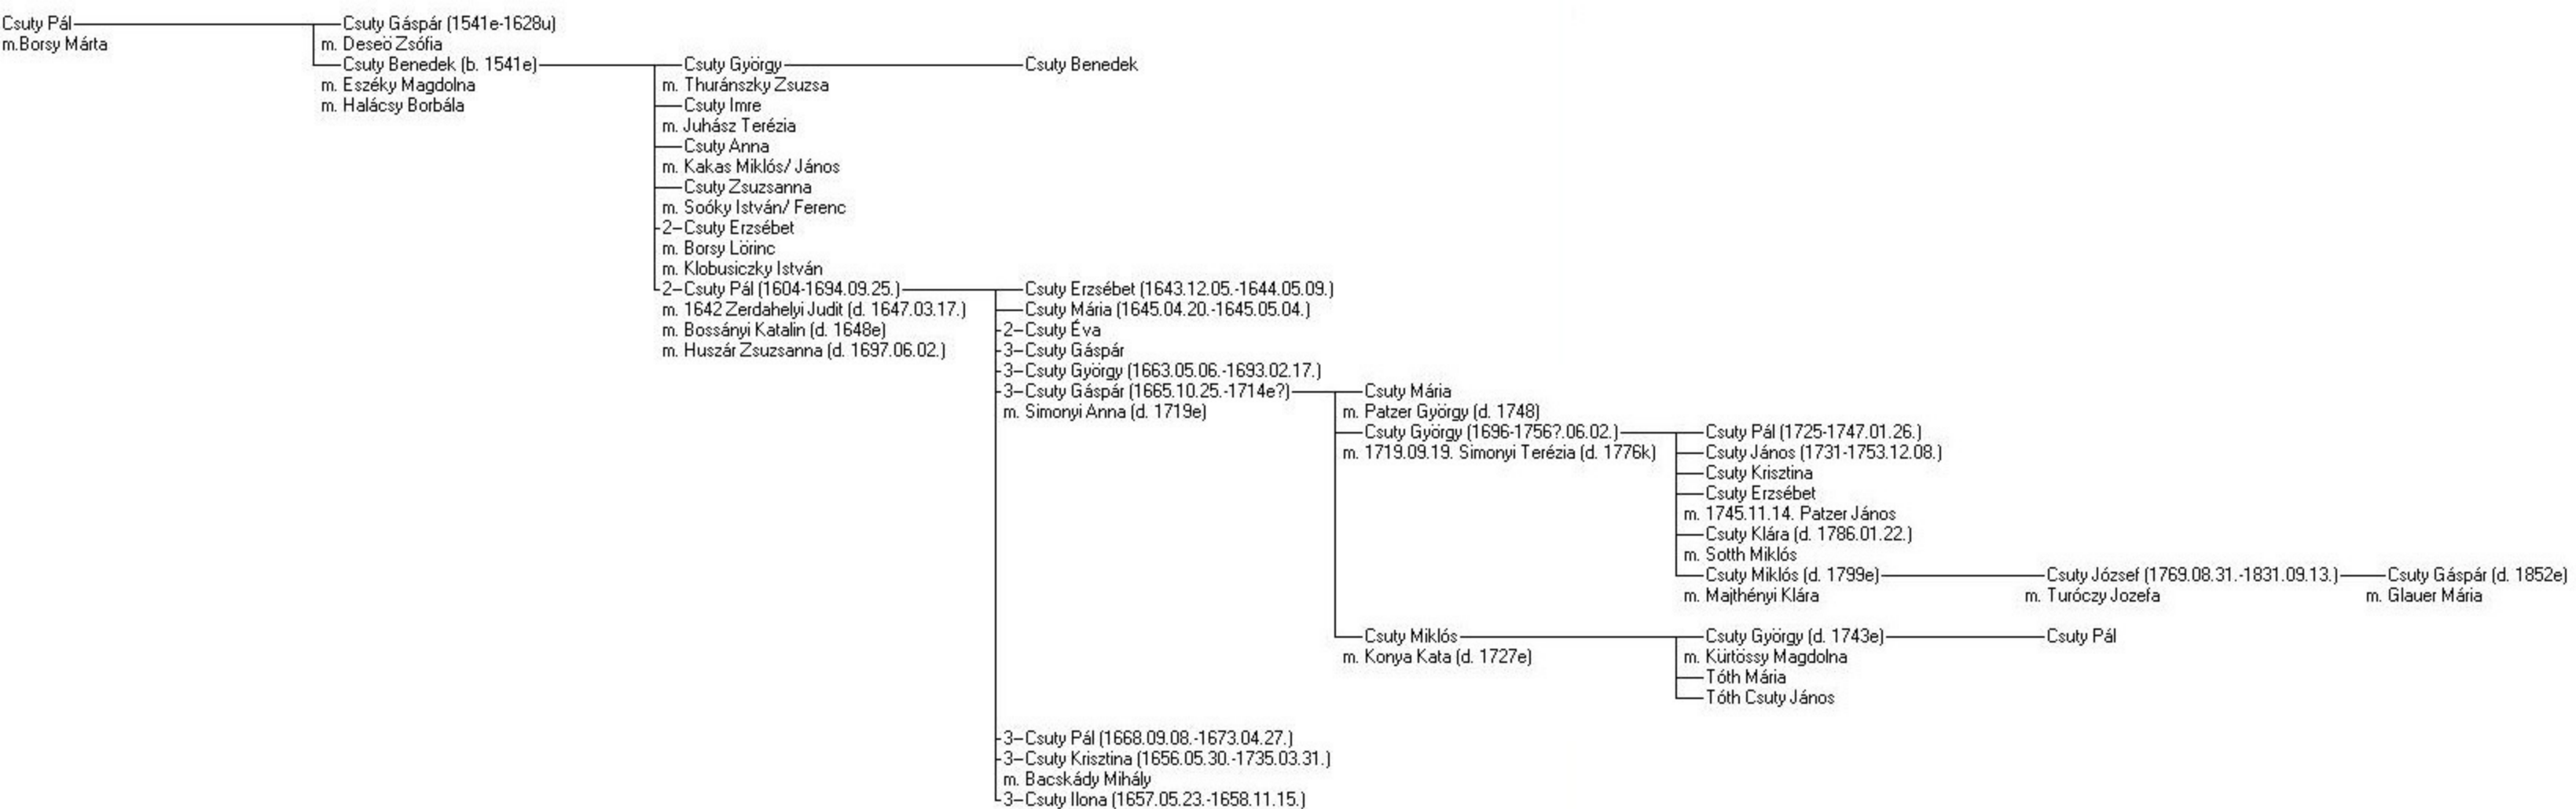 Csuty Pál
m.Borsy Márta
Csuty Gáspár (1541e-1628u)
m. Deseö Zsófia
Csuty Benedek (b. 1541e)
m. Eszéky Magdolna
m. Halácsy Borbála
Csuty György
m. Thuránszky Zsuzsa
Csuty Imre
m. Juhász Terézia
Csuty Anna
m. Kakas Miklós/ János
Csuty Zsuzsanna
m. Soóky István/ Ferenc
2-Csuty Erzsébet
m. Borsy Lörinc
m. Klobusiczky István
2-Csuty Pál (1604-1694.09.25.)
m. 1642 Zerdahelyi Judit (d. 1647.03.17.)
m. Bossányi Katalin (d. 1648e)
m. Huszár Zsuzsanna (d. 1697.06.02.)
Csuty Benedek
Csuty Erzsébet (1643.12.05.-1644.05.09.)
Csuty Mária (1645.04.20.-1645.05.04.)
2-Csuty Éva
3-Csuty Gáspár
3-Csuty György (1663.05.06.-1693.02.17.)
3-Csuty Gáspár (1665.10.25.-1714e?)
m. Simonyi Anna (d. 1719e)
3-Csuty Pál (1668.09.08.-1673.04.27.)
3-Csuty Krisztina (1656.05.30.-1735.03.31.)
m. Bacskády Mihály
3-Csuty Ilona (1657.05.23.-1658.11.15.)
Csuty Mária
m. Patzer György (d. 1748)
Csuty György (1696-1756?.06.02.)
m. 1719.09.19. Simonyi Terézia (d. 1776k)
Csuty Miklós
m. Konya Kata (d. 1727e)
Csuty Pál (1725-1747.01.26.)
Csuty János (1731-1753.12.08.)
Csuty Krisztina
Csuty Erzsébet
m. 1745.11.14. Patzer János
Csuty Klára (d. 1786.01.22.)
m. Sotth Miklós
Csuty Miklós (d. 1799e)
m. Majthényi Klára
Csuty György (d. 1743e)
m. Kürtössy Magdolna
Tóth Mária
Tóth Csuty János
Csuty József (1769.08.31.-1831.09.13.)
m. Turóczy Jozefa
Csuty Pál
Csuty Gáspár (d. 1852e)
m. Glauer Mária